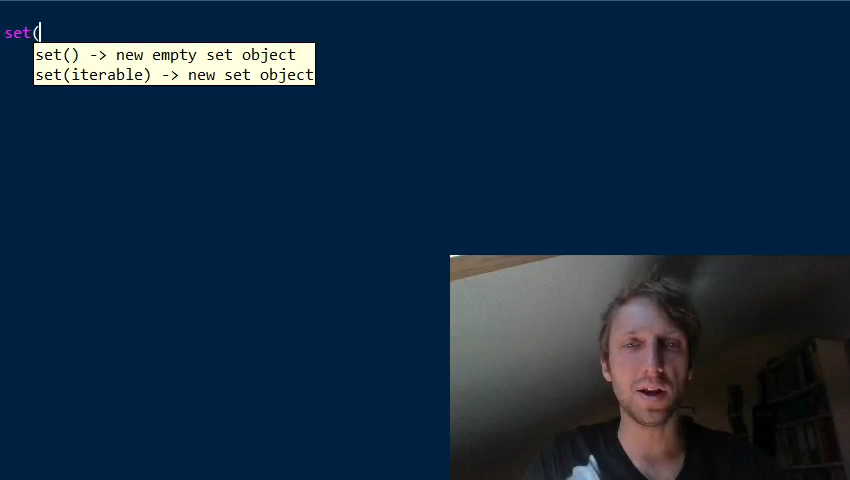 set(
set() -> new empty set object
set(iterable) -> new set object